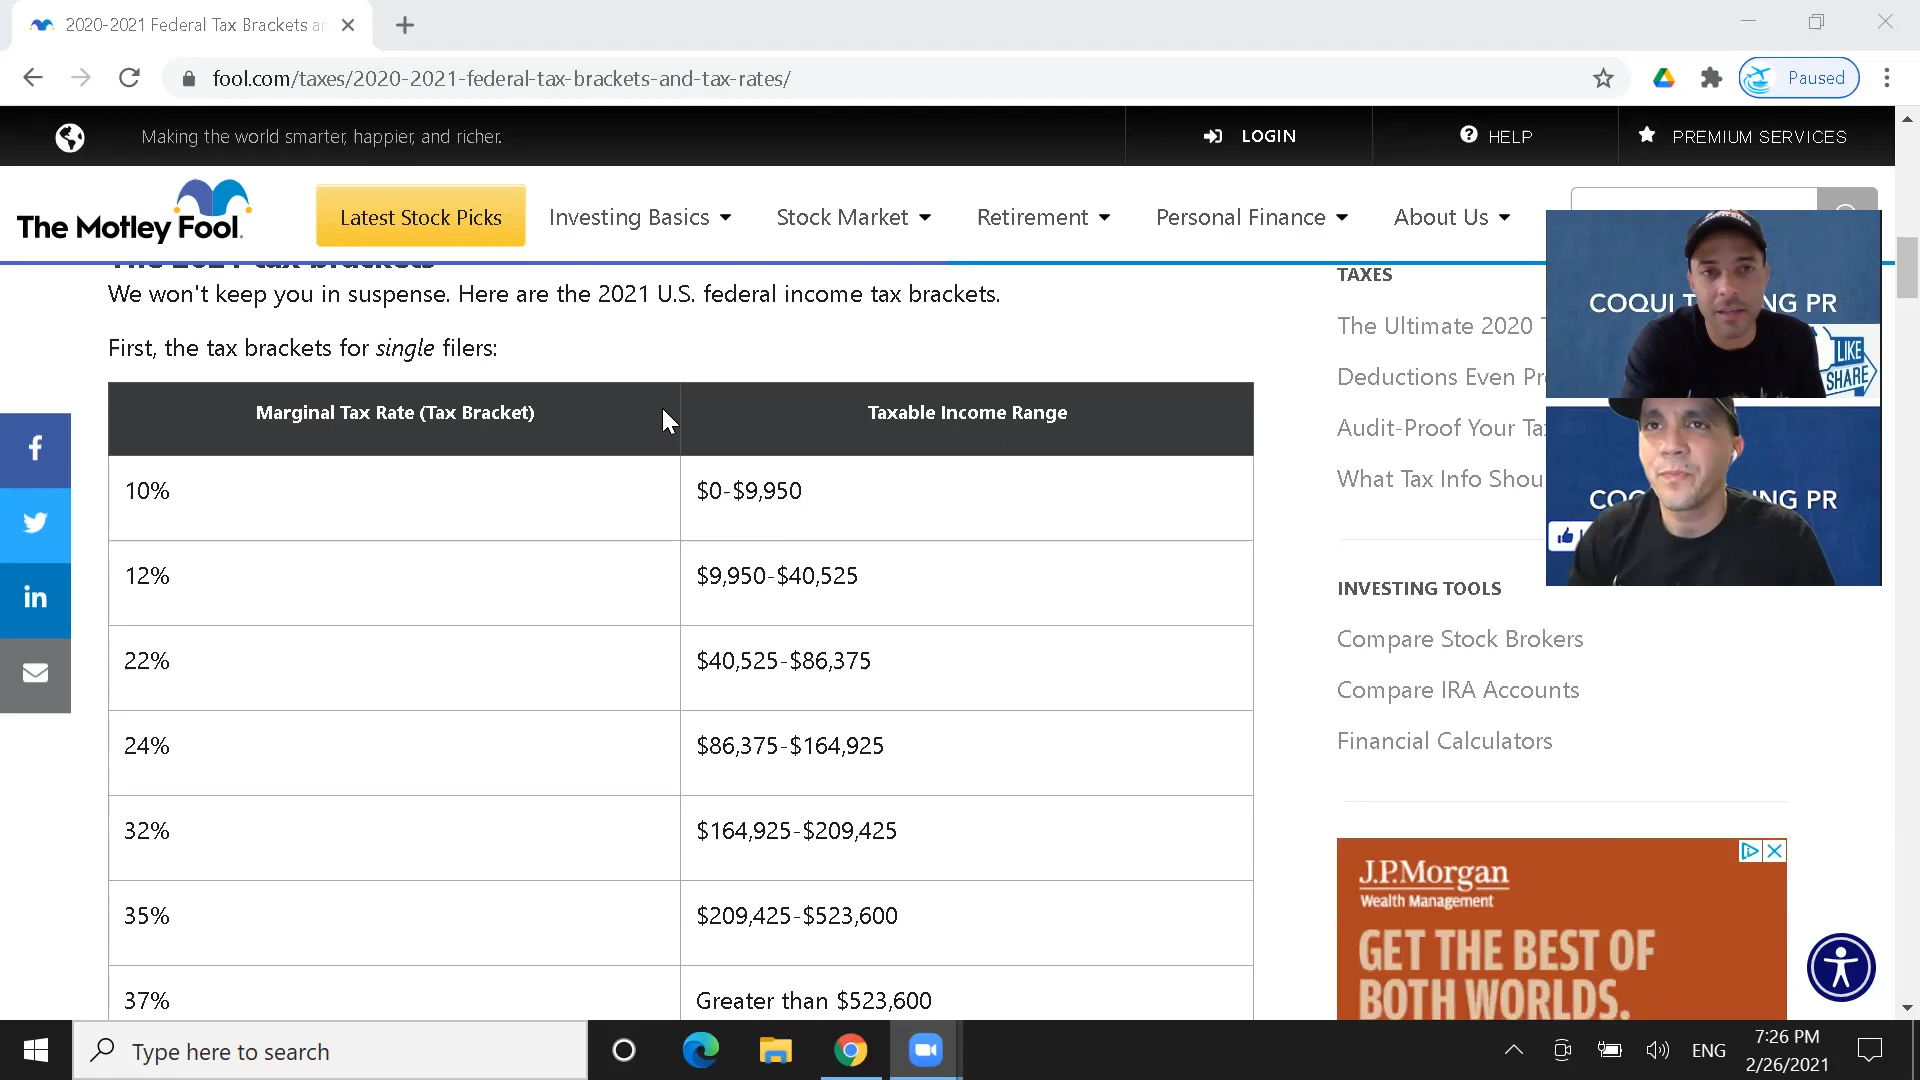 2020-2021 Federal Tax Brackets a
fool.com/taxes/2020-2021-federal-tax-brackets-and-tax-rates/
Paused
Making the world smarter, happier, and richer.
LOGIN
HELP
PREMIUM SERVICES
The Motley Fool.
Latest Stock Picks
Investing Basics
Stock Market
Retirement
Personal Finance
About Us
The 2021 tax brackets
We won't keep you in suspense. Here are the 2021 U.S. federal income tax brackets.
First, the tax brackets for single filers:
Marginal Tax Rate (Tax Bracket) Taxable Income Range
10% $0-$9,950
12% $9,950-$40,525
22% $40,525-$86,375
24% $86,375-$164,925
32% $164,925-$209,425
35% $209,425-$523,600
37% Greater than $523,600
TAXES
The Ultimate 2020
Deductions Even
Audit-Proof Your
What Tax Info
COQUI NG PR
LIKE
SHARE
NG PR
INVESTING TOOLS
Compare Stock Brokers
Compare IRA Accounts
Financial Calculators
J.P.Morgan
Wealth Management
GET THE BEST OF
BOTH WORLDS.
Type here to search
ENG
7:26 PM
2/26/2021